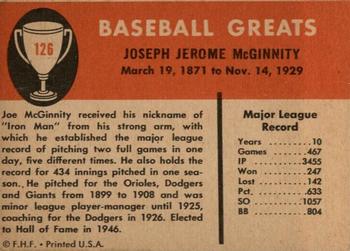 126
BASEBALL GREATS
JOSEPH JEROME McGINNITY
March 19, 1871 to Nov. 14, 1929
Joe McGinnity received his nickname of
"Iron Man" from his strong arm, with
which he established the major league
record of pitching two full games in one
day, five different times. He also holds the
record for 434 innings pitched in one sea-
son. He pitched for the Orioles, Dodgers
and Giants from 1899 to 1908 and was
minor league player-manager until 1925,
coaching for the Dodgers in 1926. Elected
to Hall of Fame in 1946.
© F.H.F. • Printed U.S.A.
Major League
Record
Years 10
Games 467
IP 3455
Won 247
Lost 142
Pct. .633
SO 1057
BB 804